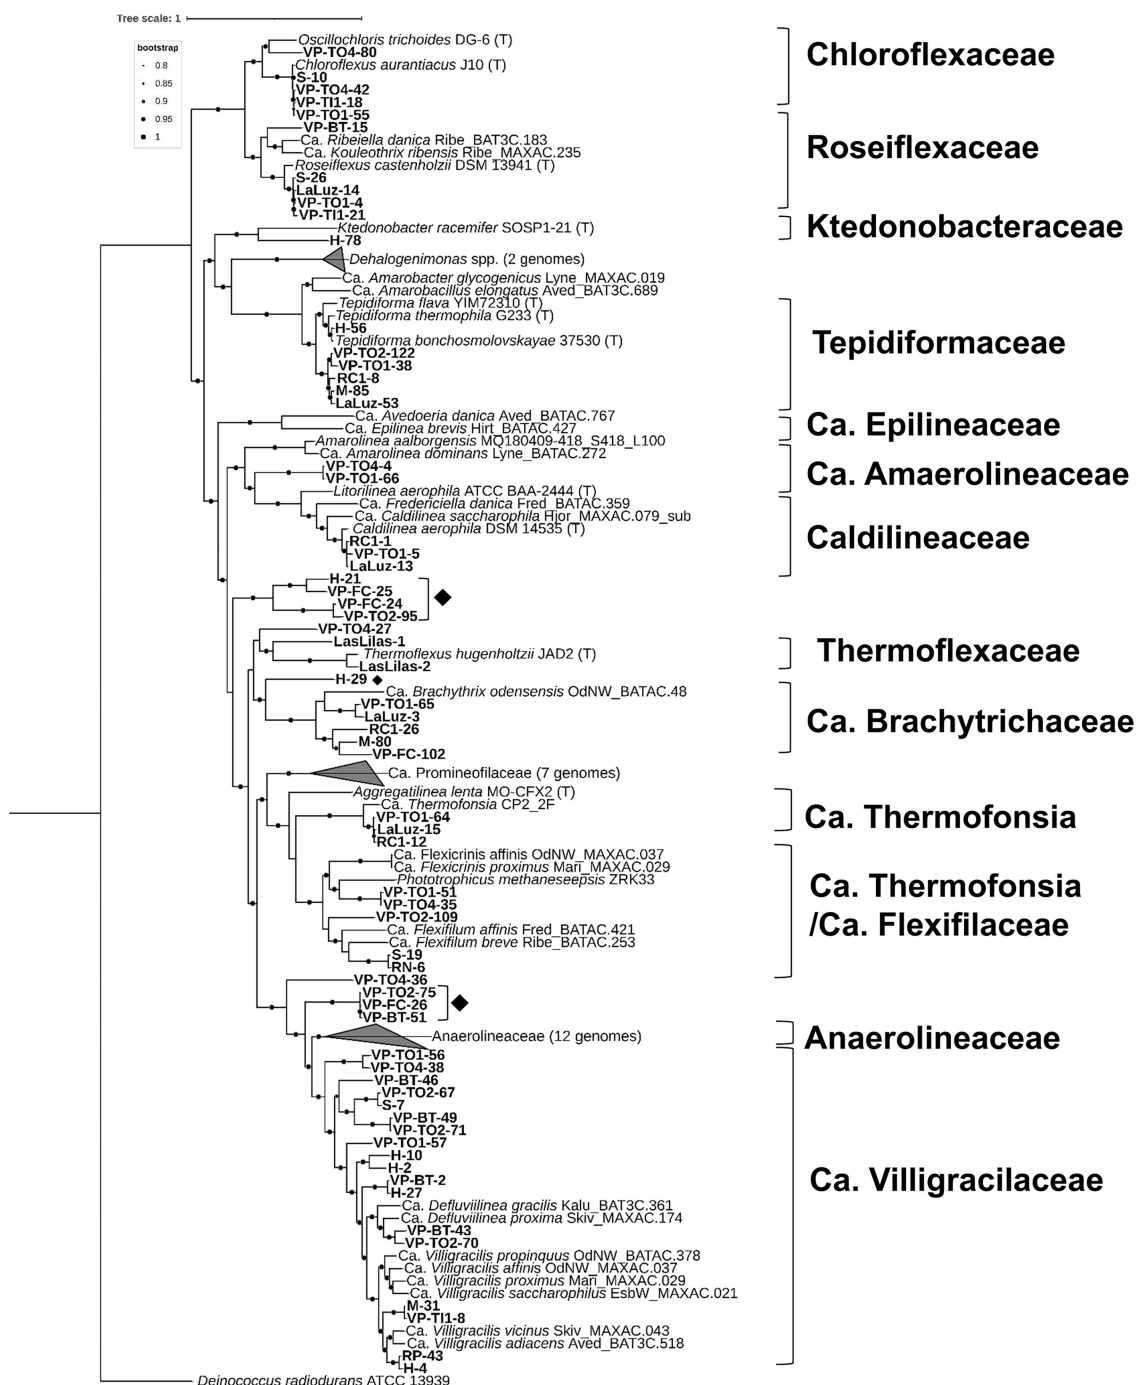 Tree scale: 1
bootstrap
0.8
0.85
0.9
0.95
1
Oscillochloris trichoides DG-6 (T)
VP-TO4-80
Chloroflexus aurantiacus J10 (T)
S-10
VP-TO4-42
VP-TI1-18
VP-TO1-55
Chloroflexaceae
VP-BT-15
Ca. Ribeiella danica Ribe_BAT3C.183
Ca. Kouleothrix ribensis Ribe_MAXAC.235
Roseiflexus castenholzii DSM 13941 (T)
S-26
LaLuz-14
VP-TO1-4
VP-TI1-21
Roseiflexaceae
Ktedonobacter racemifer SOSP1-21 (T)
H-78
Ktedonobacteraceae
Dehalogenimonas spp. (2 genomes)
Ca. Amarobacter glycogenicus Lyne_MAXAC.019
Ca. Amarobacillus elongatus Aved_BAT3C.689
Tepidiforma flava YIM72310 (T)
Tepidiforma thermophila G233 (T)
H-56
Tepidiforma bonchosmolovskayae 37530 (T)
VP-TO2-122
VP-TO1-38
RC1-8
M-85
LaLuz-53
Tepidiformaceae
Ca. Avedoeria danica Aved_BATAC.767
Ca. Epilinea brevis Hirt_BATAC.427
Ca. Epilineaceae
Amarolinea aalborgensis MQ180409-418_S418_L100
Ca. Amarolinea dominans Lyne_BATAC.272
VP-TO4-4
VP-TO1-66
Ca. Amaerolineaceae
Litorilinea aerophila ATCC BAA-2444 (T)
Ca. Fredericiella danica Fred_BATAC.359
Ca. Caldilinea saccharophila Hjor_MAXAC.079_sub
Caldilinea aerophila DSM 14535 (T)
RC1-1
VP-TO1-5
LaLuz-13
Caldilineaceae
H-21
VP-FC-25
VP-FC-24
VP-TO2-95
VP-TO4-27
LasLilas-1
Thermoflexus hugenholtzii JAD2 (T)
LasLilas-2
Thermoflexaceae
H-29
Ca. Brachythrix odensensis OdNW_BATAC.48
VP-TO1-65
LaLuz-3
RC1-26
M-80
VP-FC-102
Ca. Brachytrichaceae
Ca. Promineofilaceae (7 genomes)
Aggregatilinea lenta MO-CFX2 (T)
Ca. Thermofonsia CP2_2F
VP-TO1-64
LaLuz-15
RC1-12
Ca. Thermofonsia
Ca. Flexicrinis affinis OdNW_MAXAC.037
Ca. Flexicrinis proximus Mari_MAXAC.029
Phototrophicus methaneseepsis ZRK33
VP-TO1-51
VP-TO4-35
VP-TO2-109
Ca. Flexifilum affinis Fred_BATAC.421
Ca. Flexifilum breve Ribe_BATAC.253
S-19
RN-6
Ca. Thermofonsia
/Ca. Flexifilaceae
VP-TO4-36
VP-TO2-75
VP-FC-26
VP-BT-51
Anaerolineaceae (12 genomes)
Anaerolineaceae
VP-TO1-56
VP-TO4-38
VP-BT-46
VP-TO2-67
S-7
VP-BT-49
VP-TO2-71
VP-TO1-57
H-10
H-2
VP-BT-2
H-27
Ca. Defluviilinea gracilis Kalu_BAT3C.361
Ca. Defluviilinea proxima Skiv_MAXAC.174
VP-BT-43
VP-TO2-70
Ca. Villigracilis propinquus OdNW_BATAC.378
Ca. Villigracilis affinis OdNW_MAXAC.037
Ca. Villigracilis proximus Mari_MAXAC.029
Ca. Villigracilis saccharophilus EsbW_MAXAC.021
M-31
VP-TI1-8
Ca. Villigracilis vicinus Skiv_MAXAC.043
Ca. Villigracilis adiacens Aved_BAT3C.518
RP-43
H-4
Ca. Villigracilaceae
Deinococcus radiodurans ATCC 13939